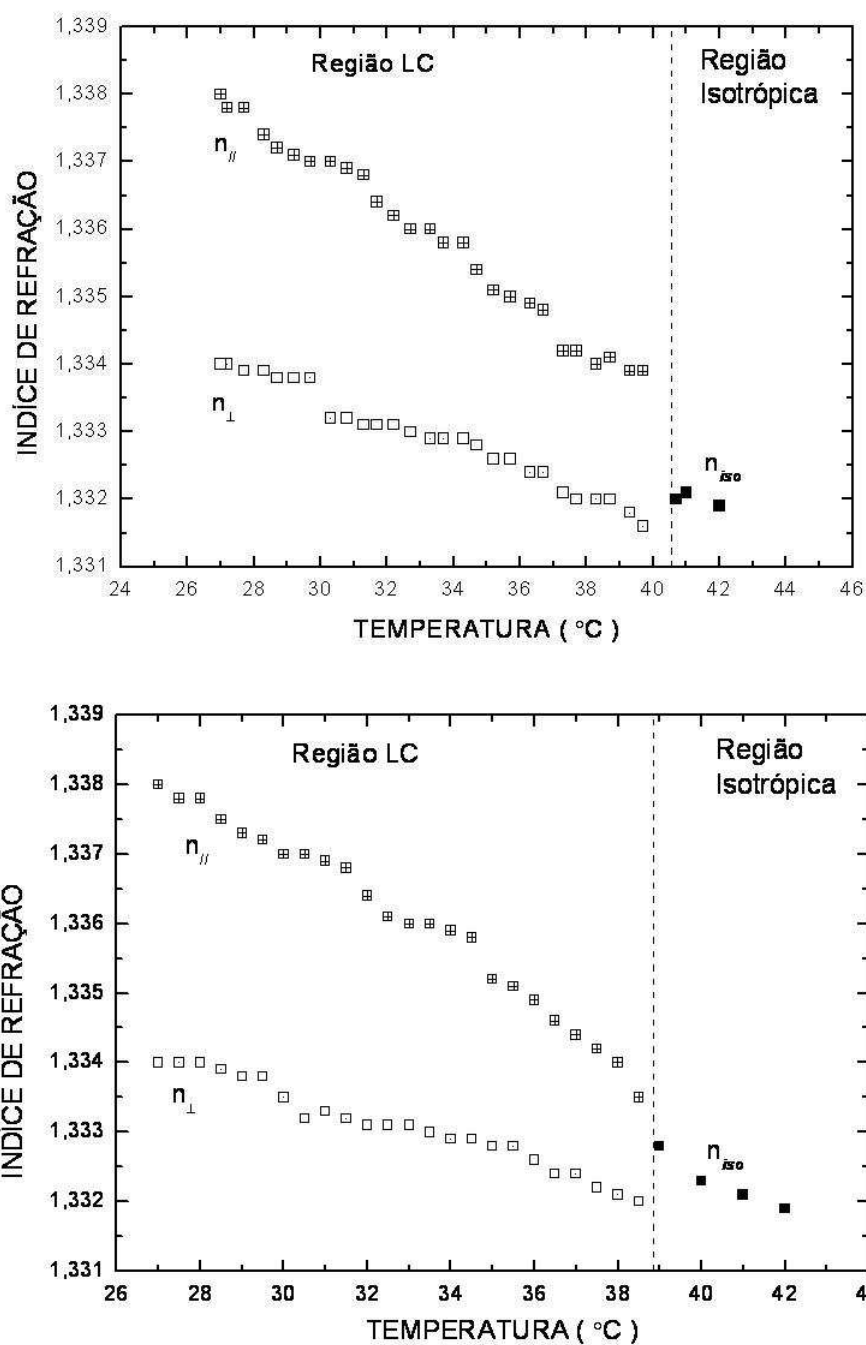 1,339
1,338
1,337
1,336
1,335
1,334
1,333
1,332
1,331
INDÍCE DE REFRAÇÃO
Região LC
Região
Isotrópica
n//
n⊥
niso
24 26 28 30 32 34 36 38 40 42 44 46
TEMPERATURA ( °C )
1,339
1,338
1,337
1,336
1,335
1,334
1,333
1,332
1,331
INDÍCE DE REFRAÇÃO
Região LC
Região
Isotrópica
n//
n⊥
niso
26 28 30 32 34 36 38 40 42
TEMPERATURA ( °C )